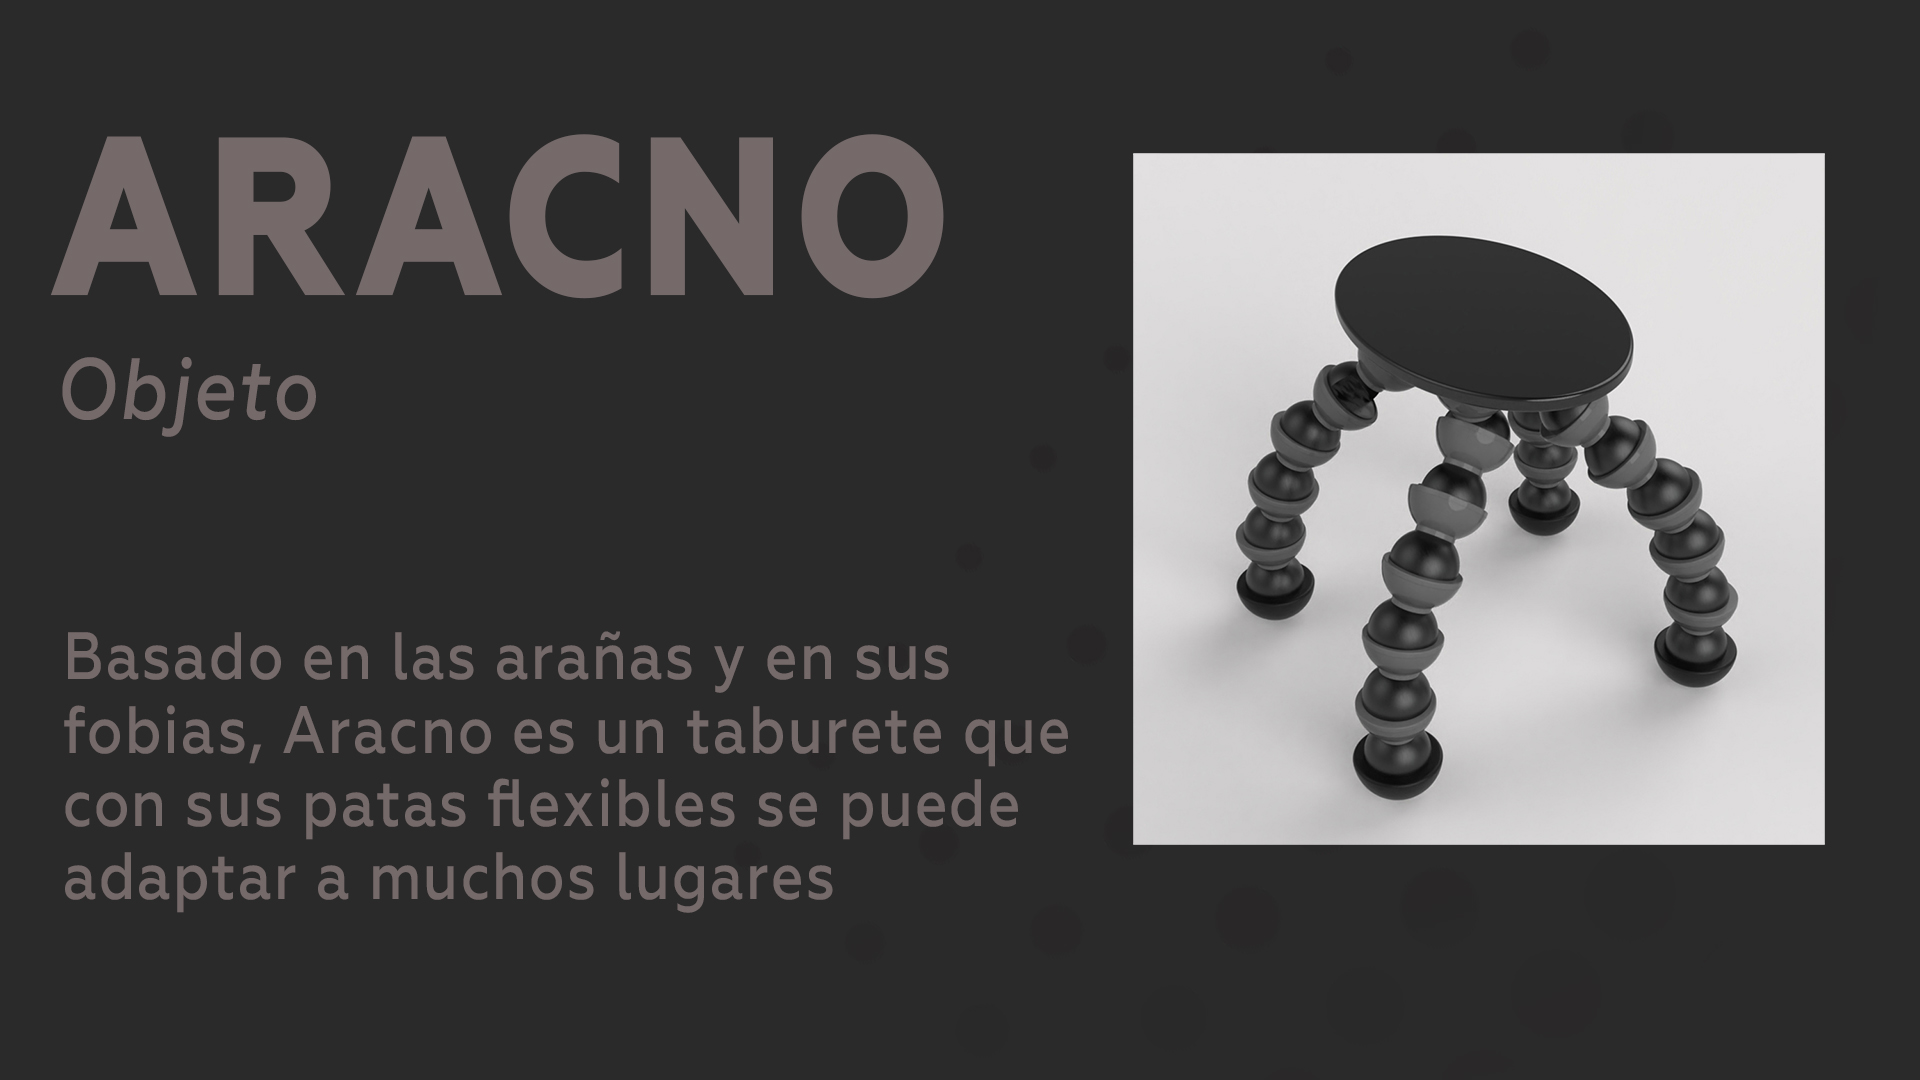 ARACNO
Objeto
Basado en las arañas y en sus
fobias, Aracno es un taburete que
con sus patas flexibles se puede
adaptar a muchos lugares